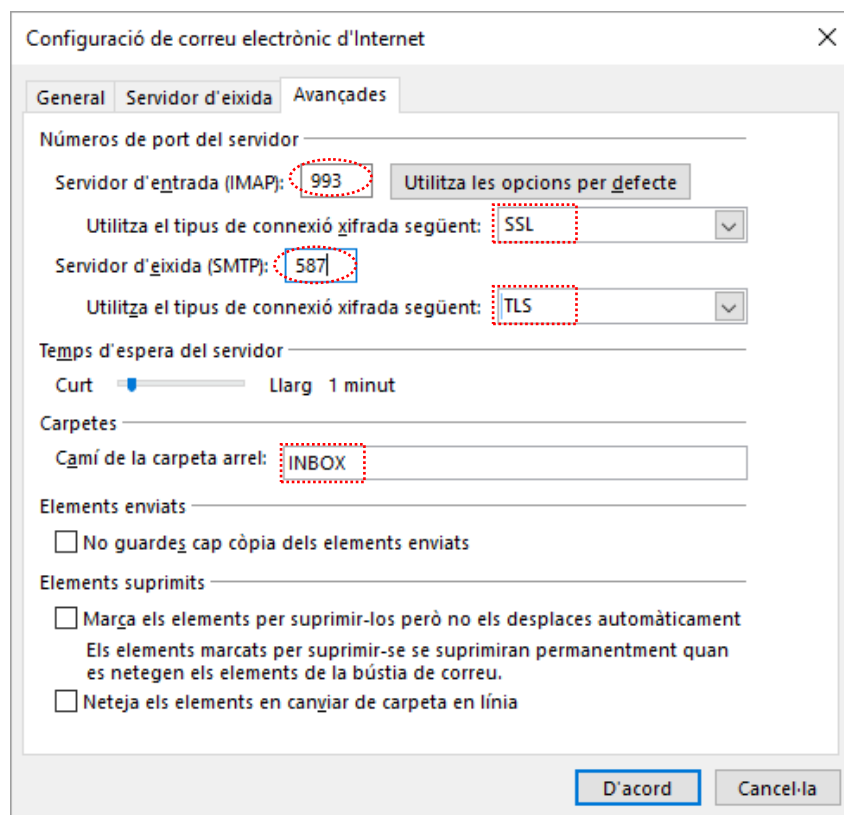 Configuració de correu electrònic d'Internet
General Servidor d'eixida Avançades
Números de port del servidor
Servidor d'entrada (IMAP): 993 Utilitza les opcions per defecte
Utilitza el tipus de connexió xifrada següent: SSL
Servidor d'eixida (SMTP): 587
Utilitza el tipus de connexió xifrada següent: TLS
Temps d'espera del servidor
Curt Llarg 1 minut
Carpetes
Camí de la carpeta arrel: INBOX
Elements enviats
No guardes cap còpia dels elements enviats
Elements suprimits
Marca els elements per suprimir-los però no els desplaces automàticament
Els elements marcats per suprimir-se se suprimiran permanentment quan
es netegen els elements de la bústia de correu.
Neteja els elements en canviar de carpeta en línia
D'acord Cancel·la